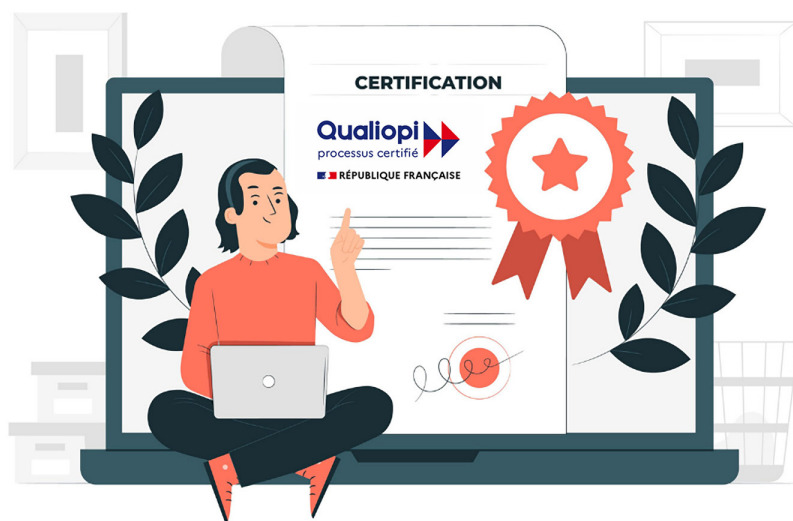 CERTIFICATION
Qualiopi
processus certifié
RÉPUBLIQUE FRANÇAISE